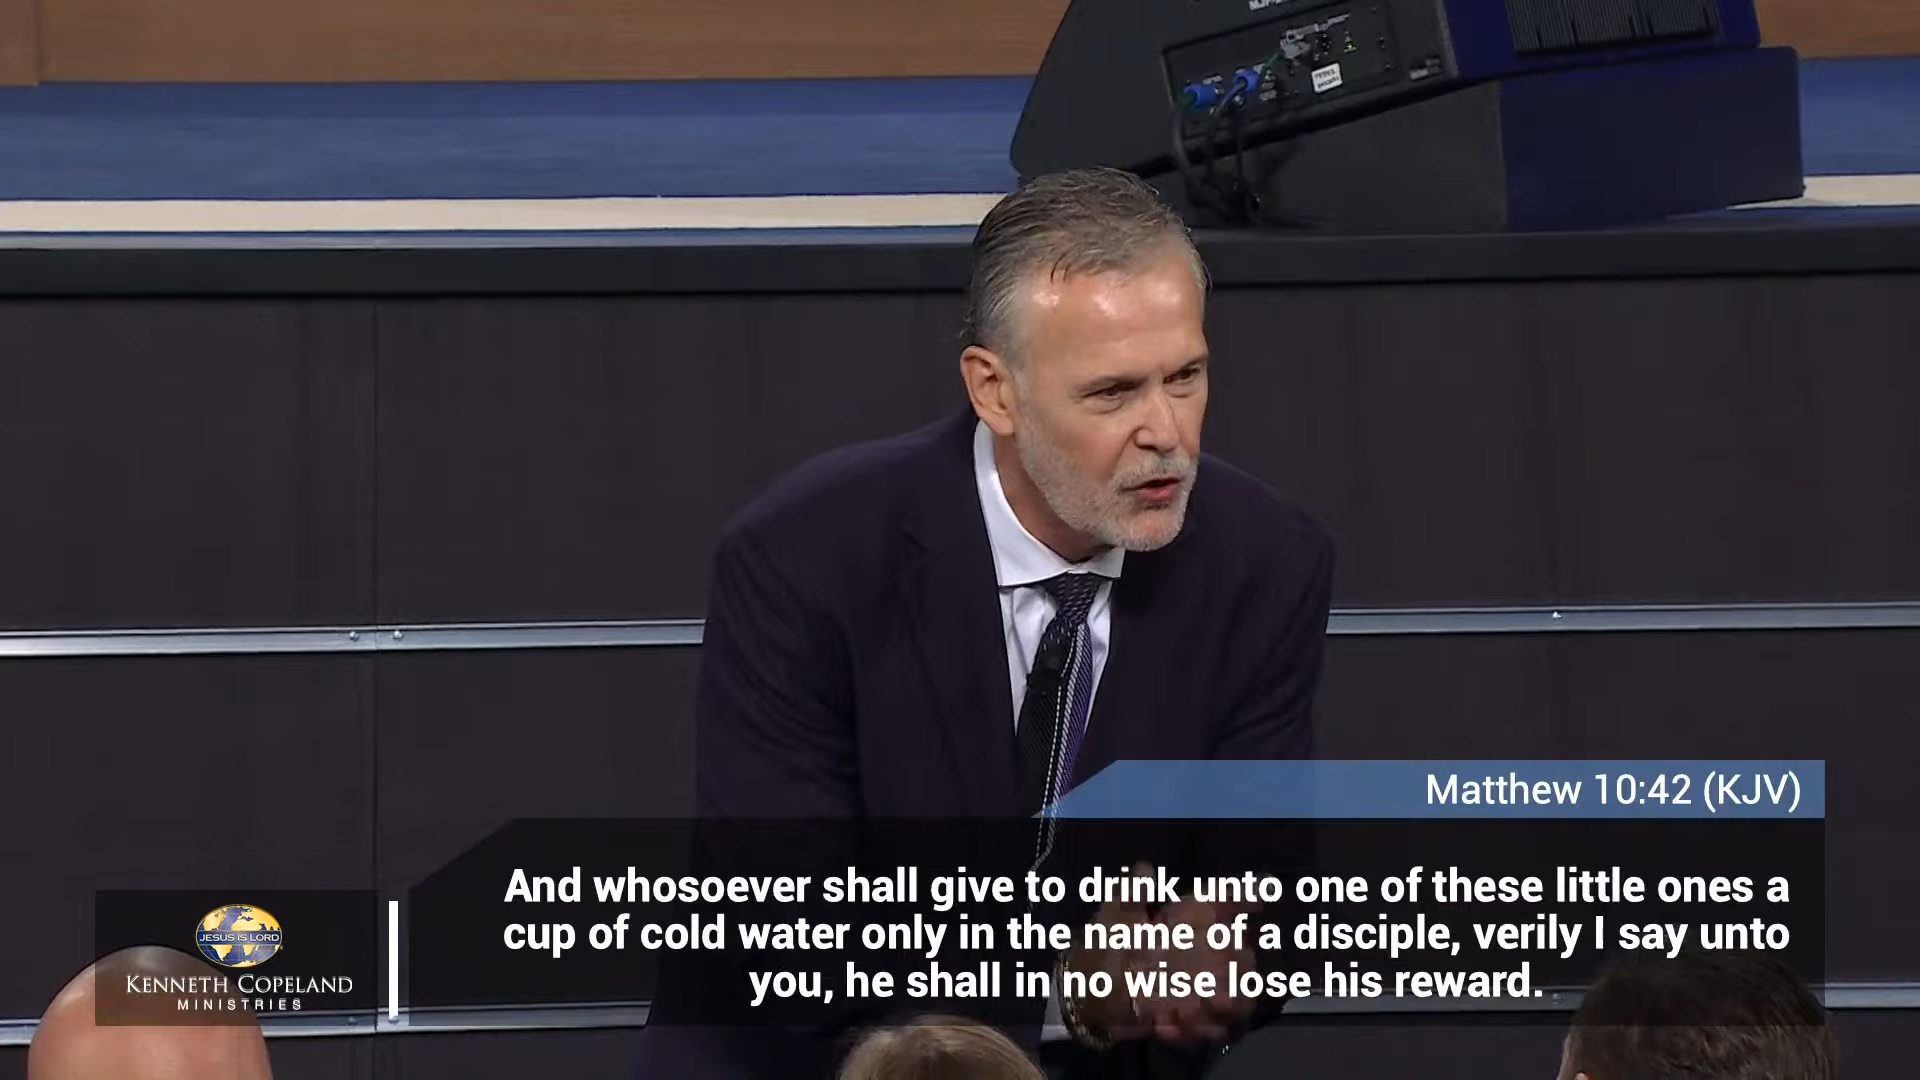 Matthew 10:42 (KJV)
And whosoever shall give to drink unto one of these little ones a
cup of cold water only in the name of a disciple, verily I say unto
you, he shall in no wise lose his reward.
JESUS IS LORD
KENNETH COPELAND
MINISTRIES